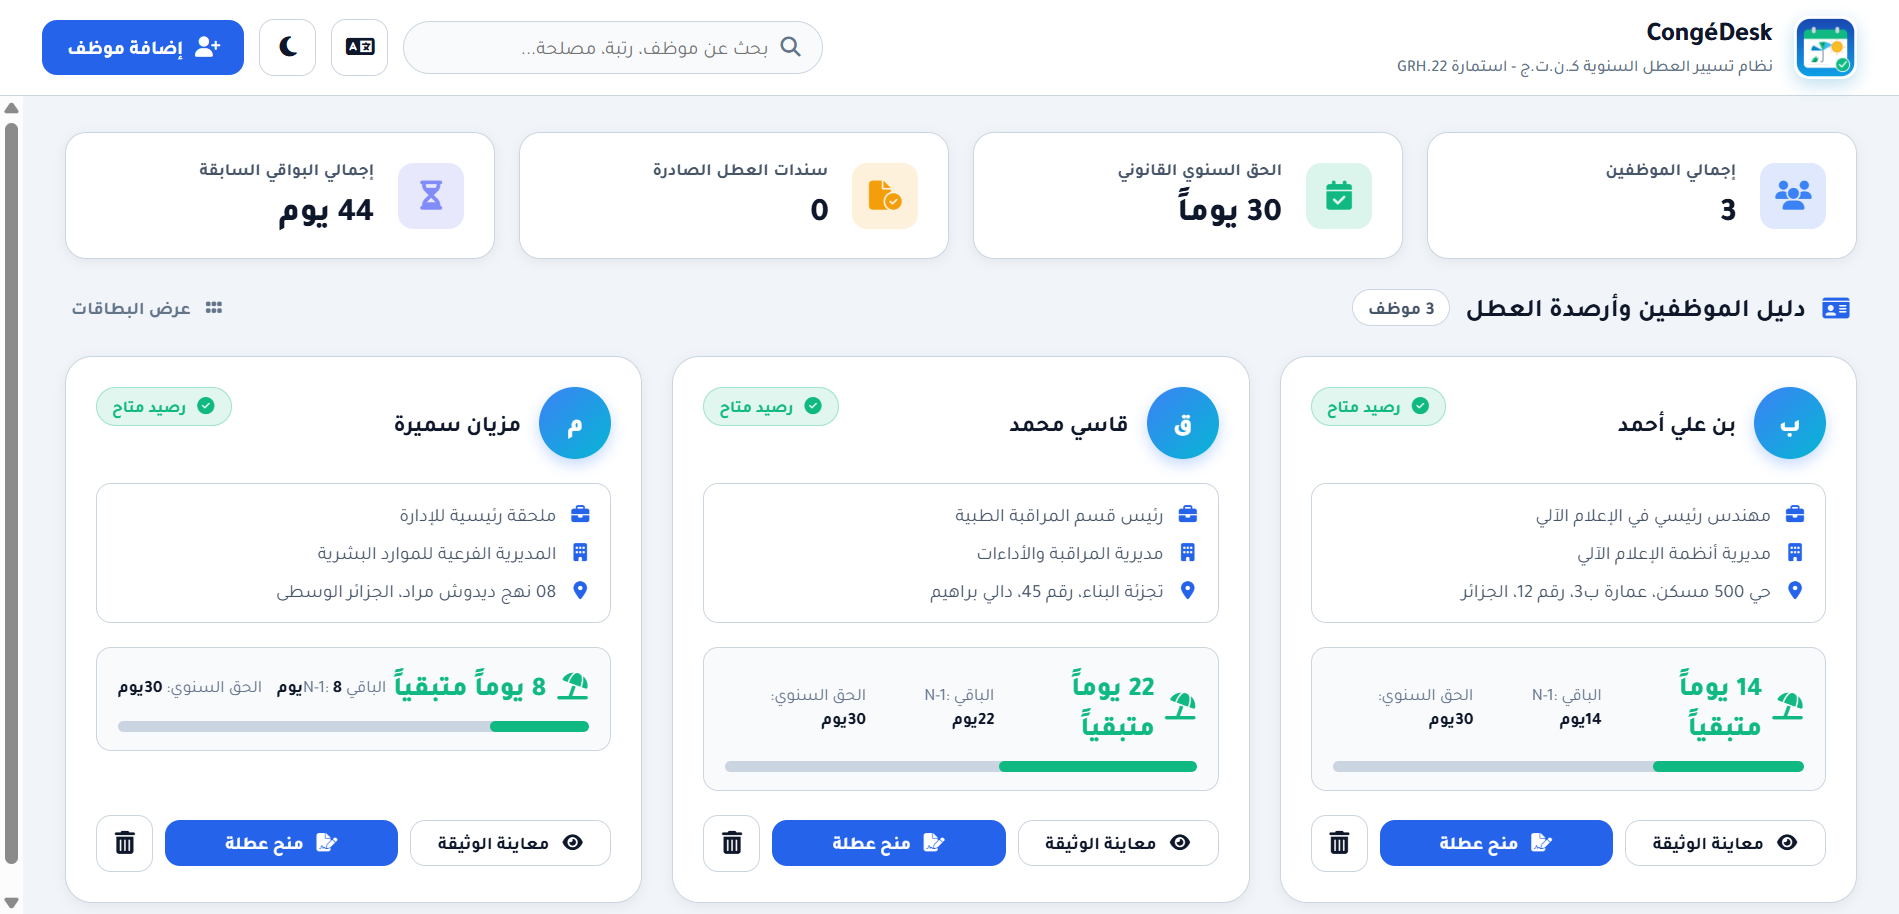 CongéDesk
نظام تسيير العطل السنوية كـ.ن.ت.ج - استمارة GRH.22
بحث عن موظف، رتبة، مصلحة...
إضافة موظف
إجمالي الموظفين
3
الحق السنوي القانوني
30 يوماً
سندات العطل الصادرة
0
إجمالي البواقي السابقة
44 يوم
دليل الموظفين وأرصدة العطل
3 موظف
عرض البطاقات
ب
بن علي أحمد
رصيد متاح
مهندس رئيسي في الإعلام الآلي
مديرية أنظمة الإعلام الآلي
حي 500 مسكن، عمارة ب3، رقم 12، الجزائر
14 يوماً
متبقياً
الباقي N-1:
14يوم
الحق السنوي:
30يوم
معاينة الوثيقة
منح عطلة
ق
قاسي محمد
رصيد متاح
رئيس قسم المراقبة الطبية
مديرية المراقبة والأداءات
تجزئة البناء، رقم 45، دالي براهيم
22 يوماً
متبقياً
الباقي N-1:
22يوم
الحق السنوي:
30يوم
معاينة الوثيقة
منح عطلة
م
مزيان سميرة
رصيد متاح
ملحقة رئيسية للإدارة
المديرية الفرعية للموارد البشرية
08 نهج ديدوش مراد، الجزائر الوسطى
8 يوماً متبقياً
الباقي N-1: 8يوم
الحق السنوي: 30يوم
معاينة الوثيقة
منح عطلة